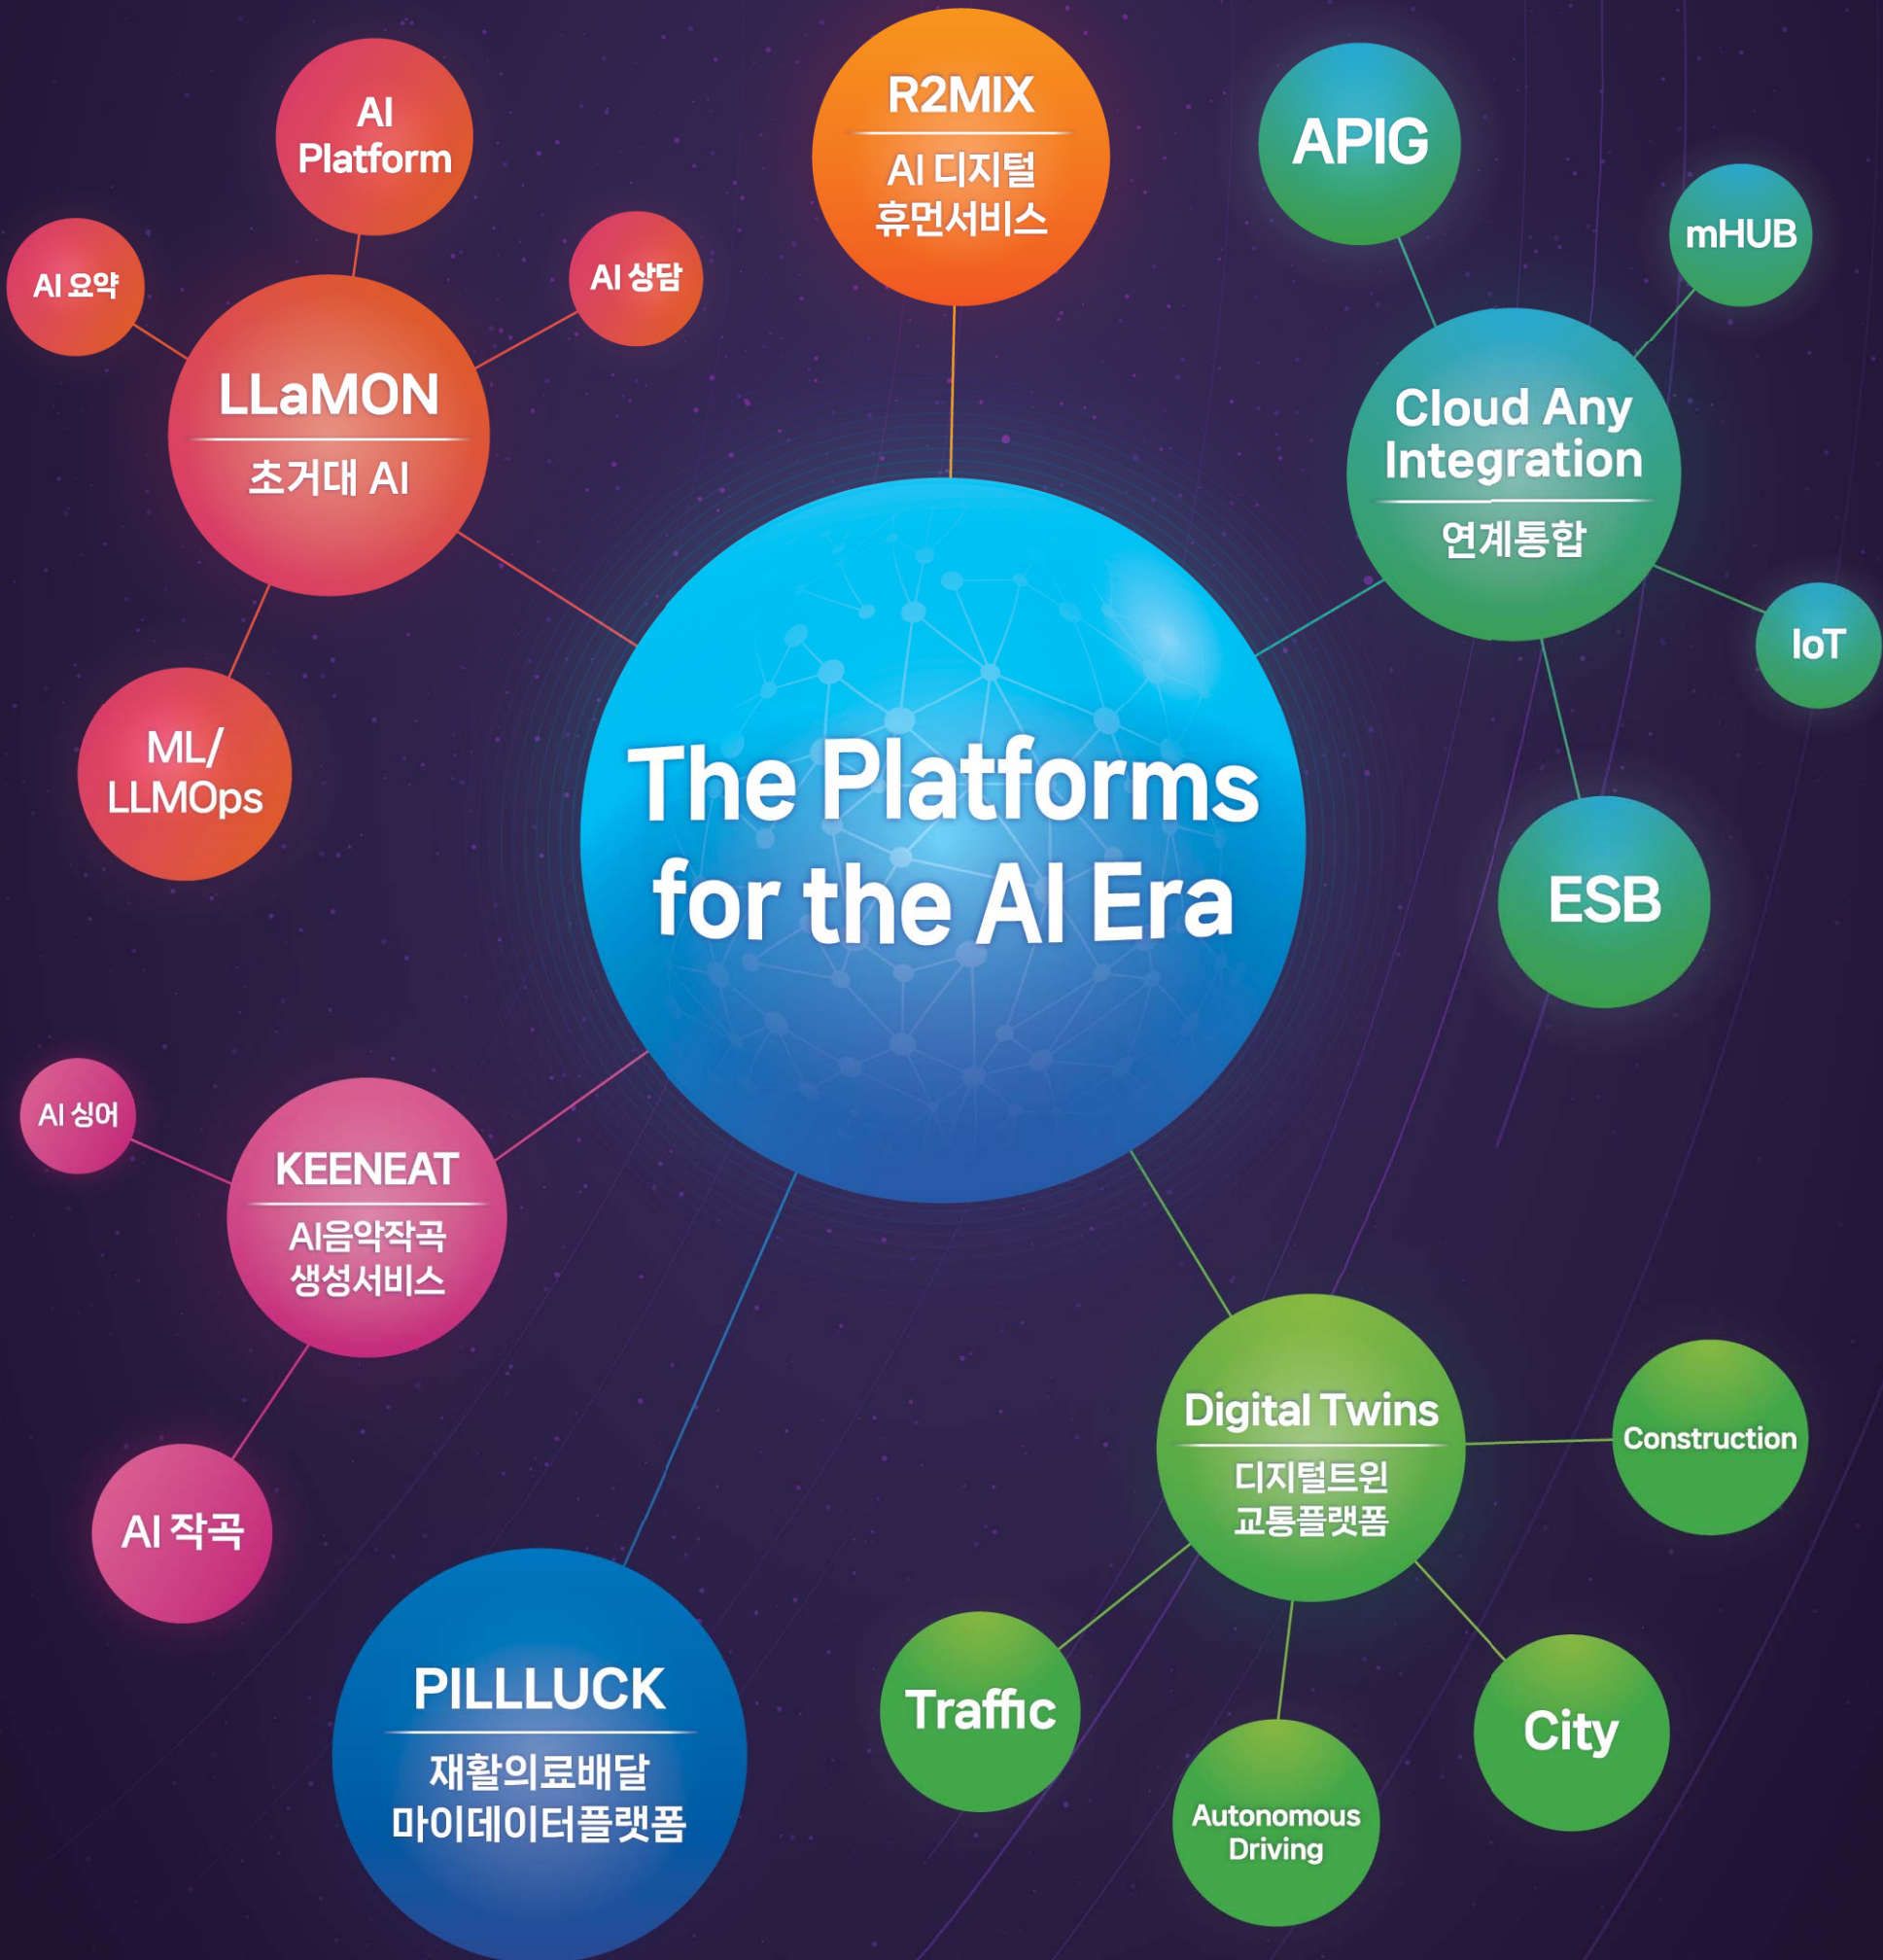 AI
Platform
AI 요약
AI 상담
LLaMON
초거대 AI
ML/
LLMOps
R2MIX
AI 디지털
휴먼서비스
APIG
mHUB
Cloud Any
Integration
연계통합
IoT
ESB
The Platforms
for the AI Era
AI 싱어
KEENEAT
AI음악작곡
생성서비스
AI 작곡
PILLLUCK
재활의료배달
마이데이터플랫폼
Digital Twins
디지털트윈
교통플랫폼
Construction
Traffic
Autonomous
Driving
City